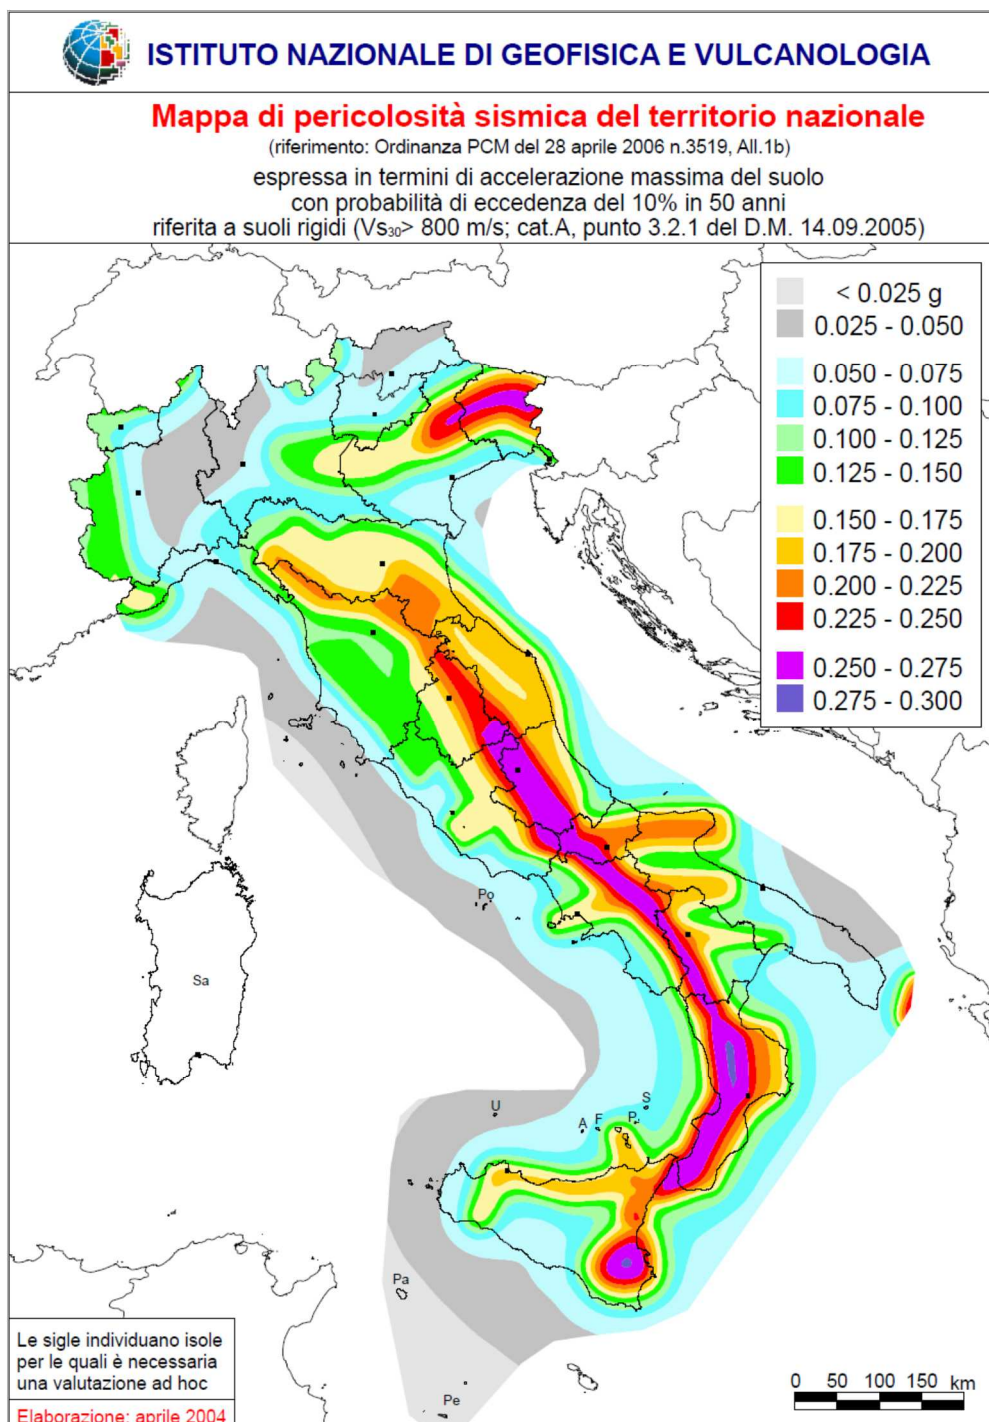 ISTITUTO NAZIONALE DI GEOFISICA E VULCANOLOGIA
Mappa di pericolosità sismica del territorio nazionale
(riferimento: Ordinanza PCM del 28 aprile 2006 n.3519, All.1b)
espressa in termini di accelerazione massima del suolo
con probabilità di eccedenza del 10% in 50 anni
riferita a suoli rigidi (Vs30> 800 m/s; cat.A, punto 3.2.1 del D.M. 14.09.2005)
< 0.025 g
0.025 - 0.050
0.050 - 0.075
0.075 - 0.100
0.100 - 0.125
0.125 - 0.150
0.150 - 0.175
0.175 - 0.200
0.200 - 0.225
0.225 - 0.250
0.250 - 0.275
0.275 - 0.300
Po
Sa
U
A
F
P
S
Pa
Pe
Le sigle individuano isole
per le quali è necessaria
una valutazione ad hoc
Elaborazione: aprile 2004
0 50 100 150 km